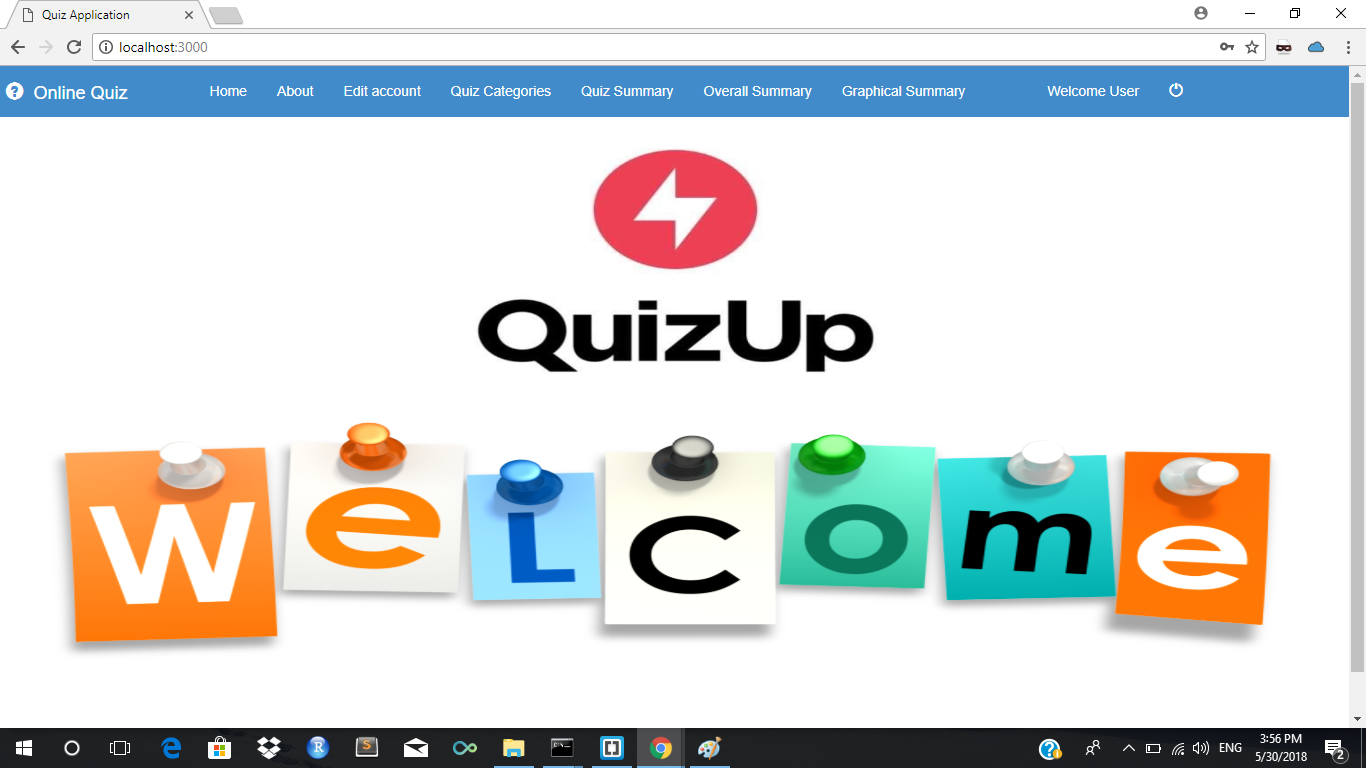 Quiz Application
localhost:3000
Online Quiz Home About Edit account Quiz Categories Quiz Summary Overall Summary Graphical Summary Welcome User
QuizUp
weLcome
ENG
3:56 PM
5/30/2018
2